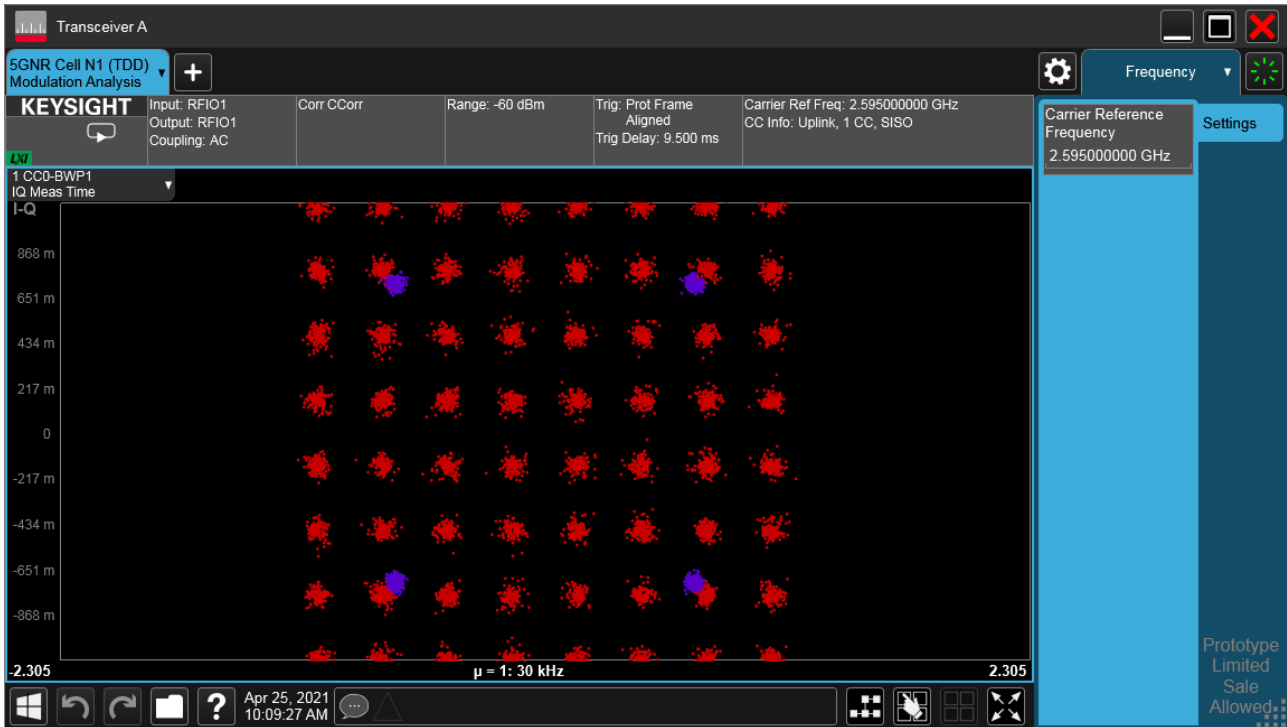 Transceiver A
5GNR Cell N1 (TDD)
Modulation Analysis
Frequency
KEYSIGHT
LXI
Input: RFIO1
Output: RFIO1
Coupling: AC
Corr CCorr
Range: -60 dBm
Trig: Prot Frame
Aligned
Trig Delay: 9.500 ms
Carrier Ref Freq: 2.595000000 GHz
CC Info: Uplink, 1 CC, SISO
Carrier Reference
Frequency
2.595000000 GHz
Settings
1 CC0-BWP1
IQ Meas Time
I-Q
868 m
651 m
434 m
217 m
0
-217 m
-434 m
-651 m
-868 m
-2.305
μ = 1: 30 kHz
2.305
Prototype
Limited
Sale
Allowed
?
Apr 25, 2021
10:09:27 AM